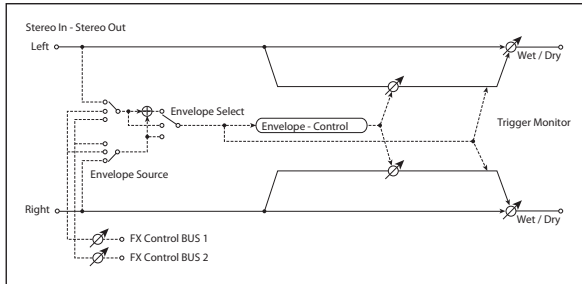 Stereo In - Stereo Out
Left
Wet / Dry
Envelope Select
Envelope - Control
Trigger Monitor
Envelope Source
Right
Wet / Dry
FX Control BUS 1
FX Control BUS 2